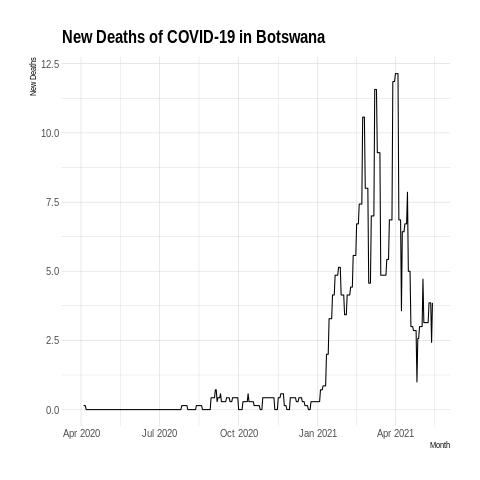 New Deaths of COVID-19 in Botswana
New Deaths
12.5
10.0
7.5
5.0
2.5
0.0
Apr 2020
Jul 2020
Oct 2020
Jan 2021
Apr 2021
Month